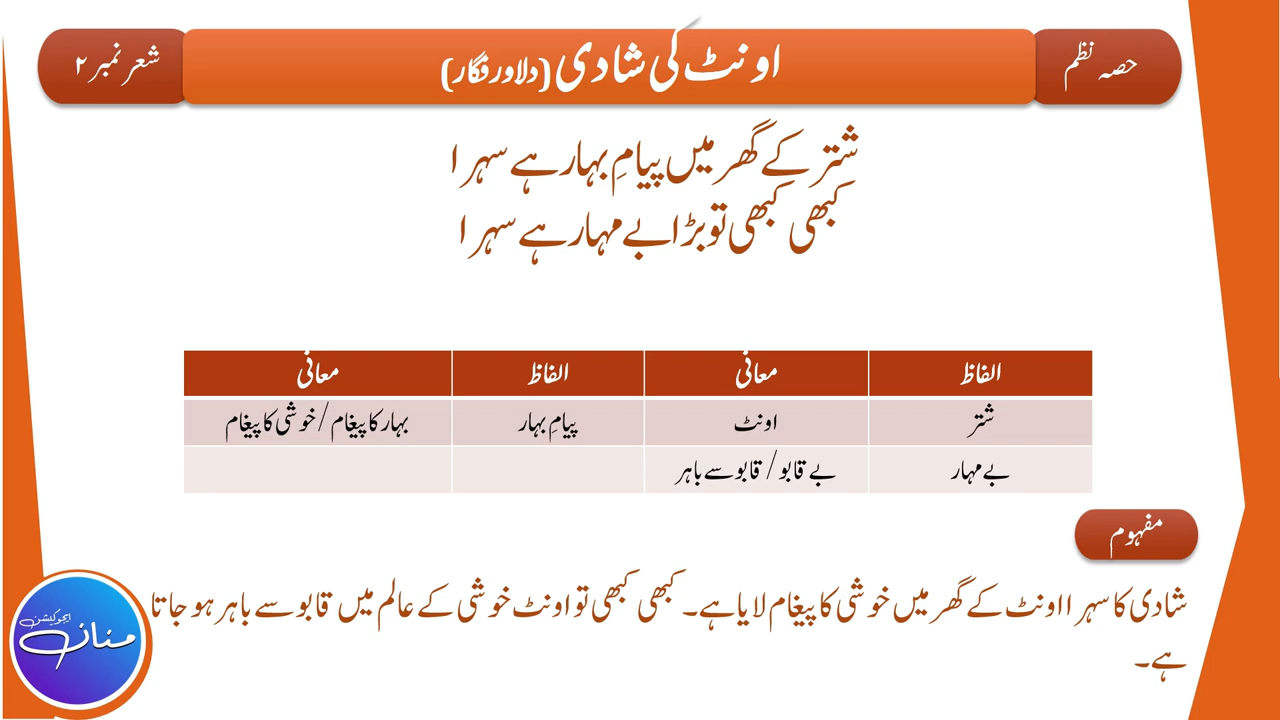 حصہ نظم
اونٹ کی شادی (دلاور فگار)
شعر نمبر ۲
شتر کے گھر میں پیامِ بہار ہے سہرا
کبھی کبھی تو بڑا بے مہار ہے سہرا
الفاظ معانی الفاظ معانی
شتر اونٹ پیامِ بہار بہار کا پیغام / خوشی کا پیغام
بے مہار بے قابو / قابو سے باہر
مفہوم
شادی کا سہرا اونٹ کے گھر میں خوشی کا پیغام لایا ہے۔ کبھی کبھی تو اونٹ خوشی کے عالم میں قابو سے باہر ہو جاتا
ہے۔
ایجوکیشن
منان